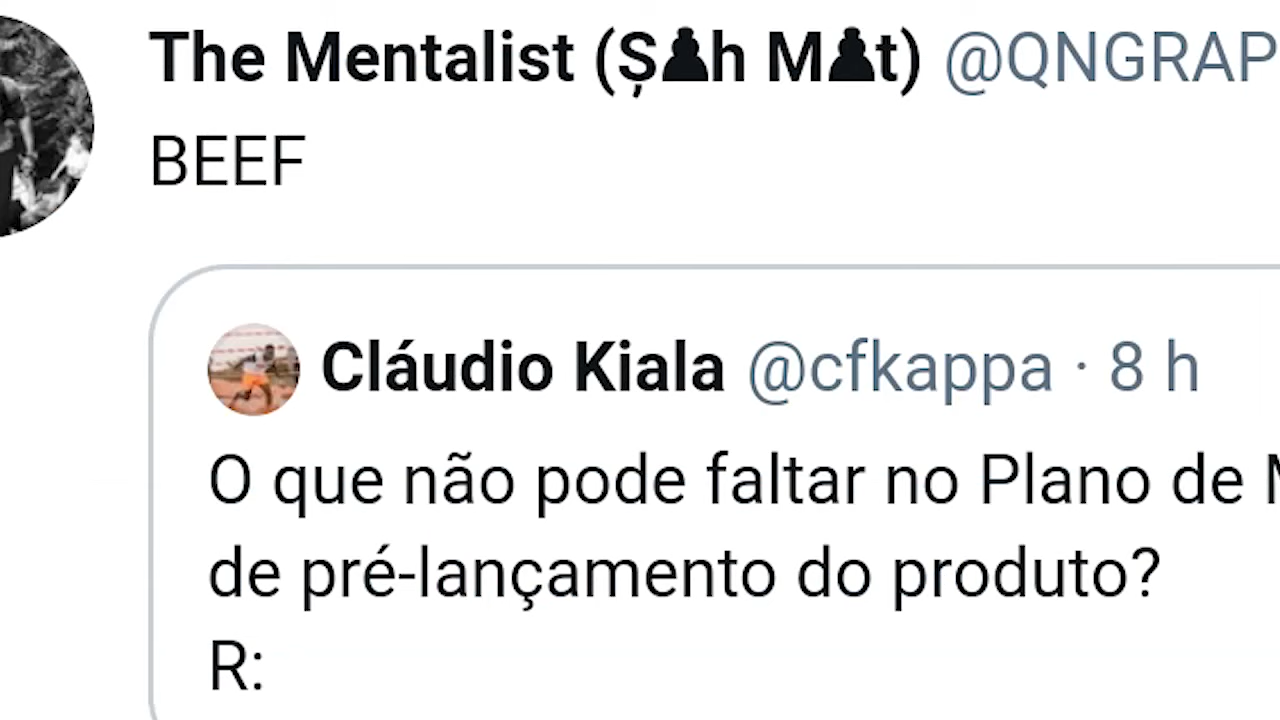 The Mentalist (Ș♟h M♟t) @QNGRAP
BEEF
Cláudio Kiala @cfkappa · 8 h
O que não pode faltar no Plano de
de pré-lançamento do produto?
R: